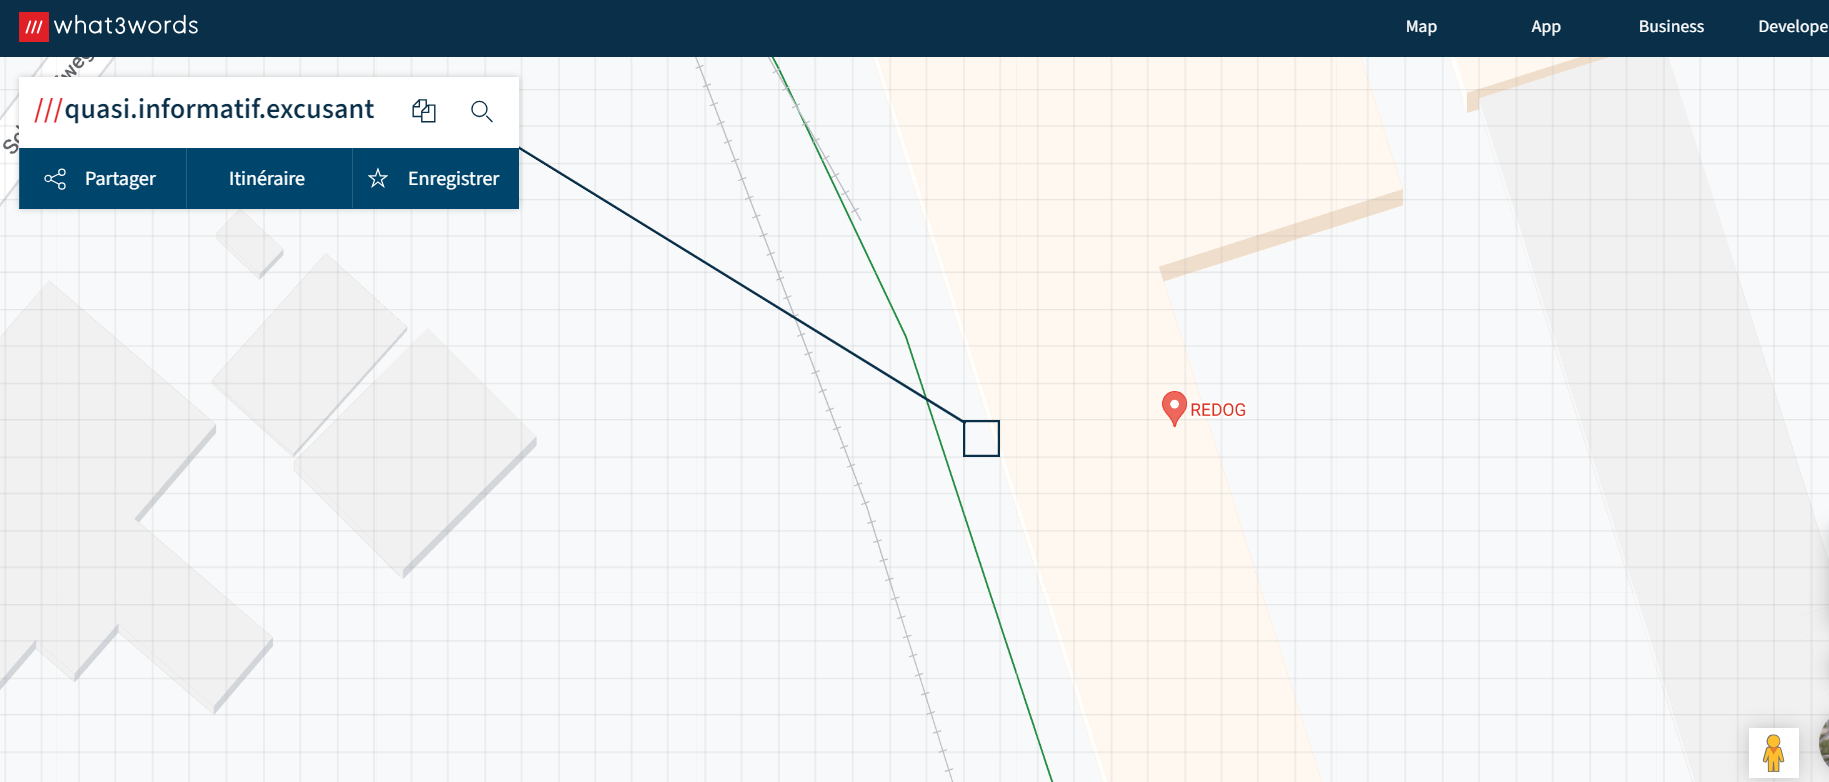 what3words
Map
App
Business
Develope
///quasi.informatif.excusant
Partager
Itinéraire
Enregistrer
REDOG